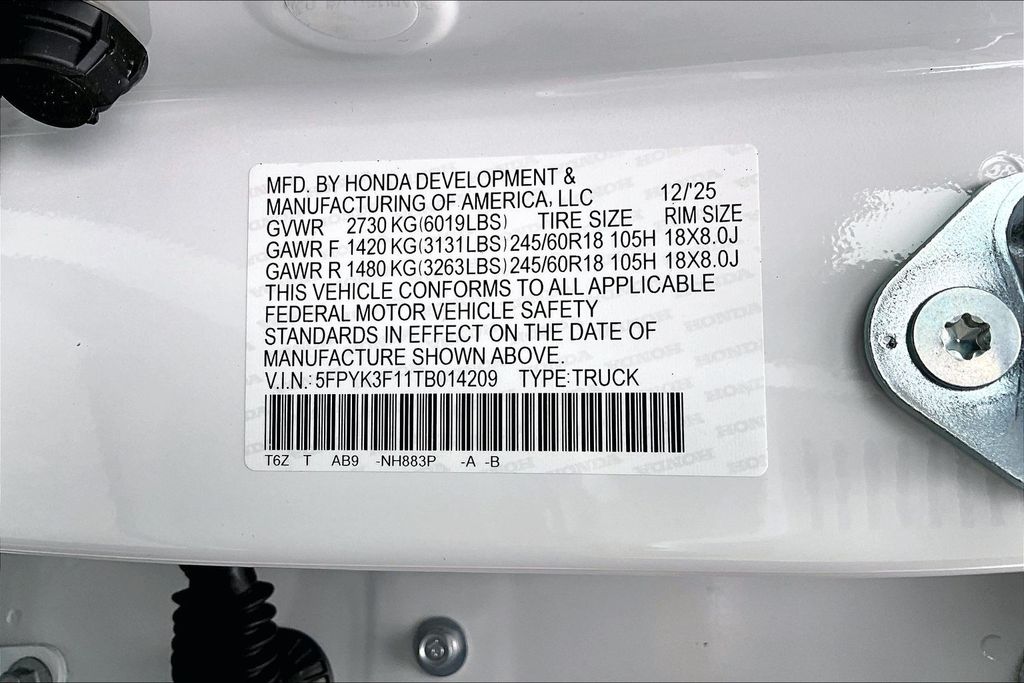 MFD. BY HONDA DEVELOPMENT &
MANUFACTURING OF AMERICA, LLC 12/'25
GVWR 2730 KG(6019LBS) TIRE SIZE RIM SIZE
GAWR F 1420 KG(3131LBS) 245/60R18 105H 18X8.0J
GAWR R 1480 KG(3263LBS) 245/60R18 105H 18X8.0J
THIS VEHICLE CONFORMS TO ALL APPLICABLE
FEDERAL MOTOR VEHICLE SAFETY
STANDARDS IN EFFECT ON THE DATE OF
MANUFACTURE SHOWN ABOVE.
V.I.N.: 5FPYK3F11TB014209 TYPE:TRUCK
T6Z T AB9 -NH883P -A -B